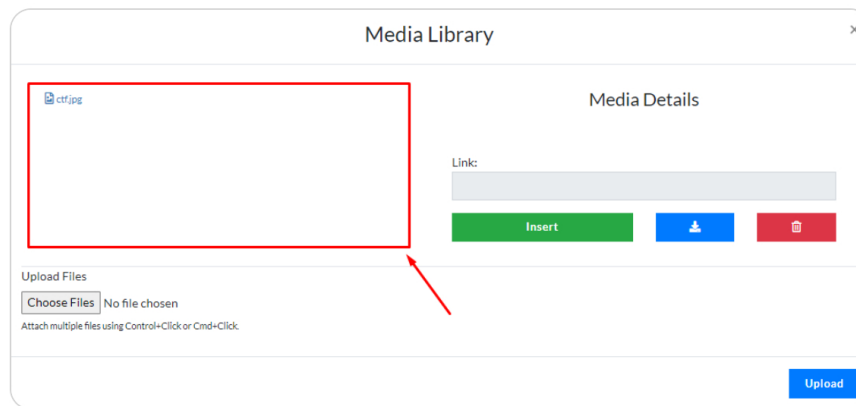 Media Library
×
ctf.jpg
Media Details
Link:
Insert
Upload Files
Choose Files No file chosen
Attach multiple files using Control+Click or Cmd+Click.
Upload